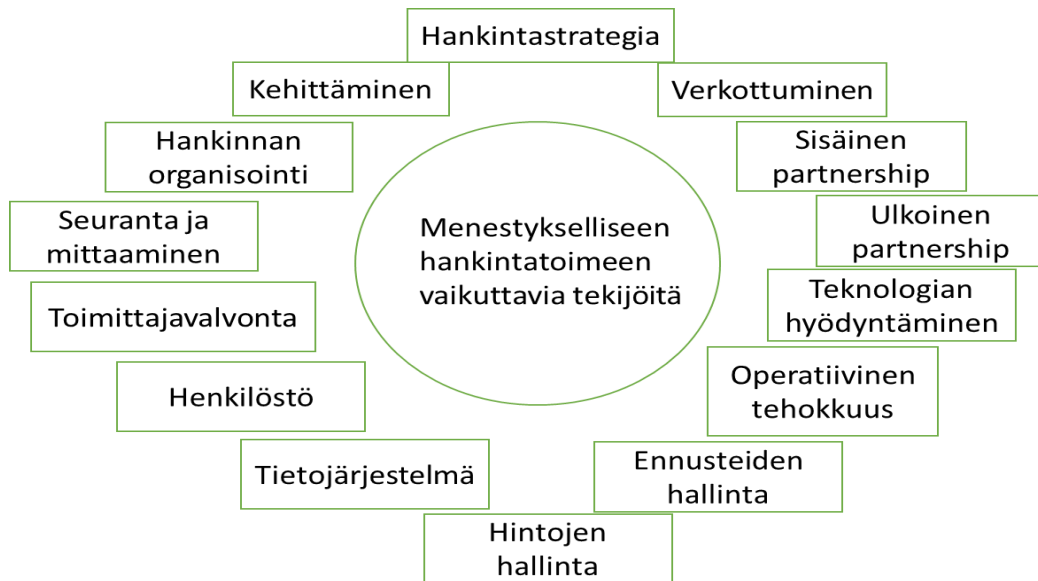 Hankintastrategia
Kehittäminen
Verkottuminen
Hankinnan
organisointi
Sisäinen
partnership
Seuranta ja
mittaaminen
Ulkoinen
partnership
Menestykselliseen
hankintatoimeen
vaikuttavia tekijöitä
Toimittajavalvonta
Teknologian
hyödyntäminen
Henkilöstö
Operatiivinen
tehokkuus
Tietojärjestelmä
Ennusteiden
hallinta
Hintojen
hallinta